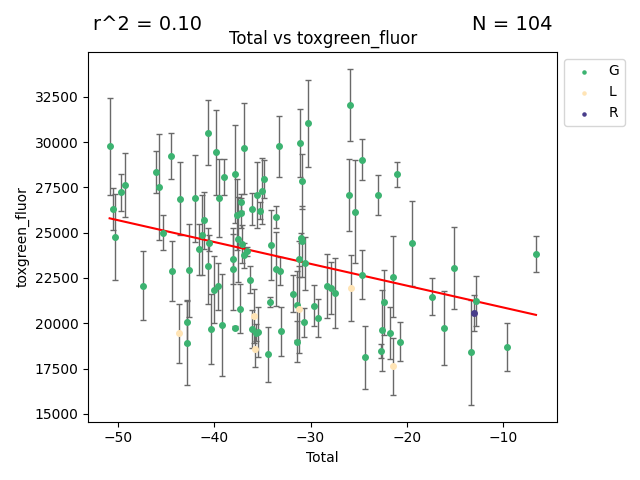 r^2 = 0.10
N = 104
Total vs toxgreen_fluor
G
L
R
32500
30000
27500
25000
22500
20000
17500
15000
toxgreen_fluor
−50
−40
−30
−20
−10
Total